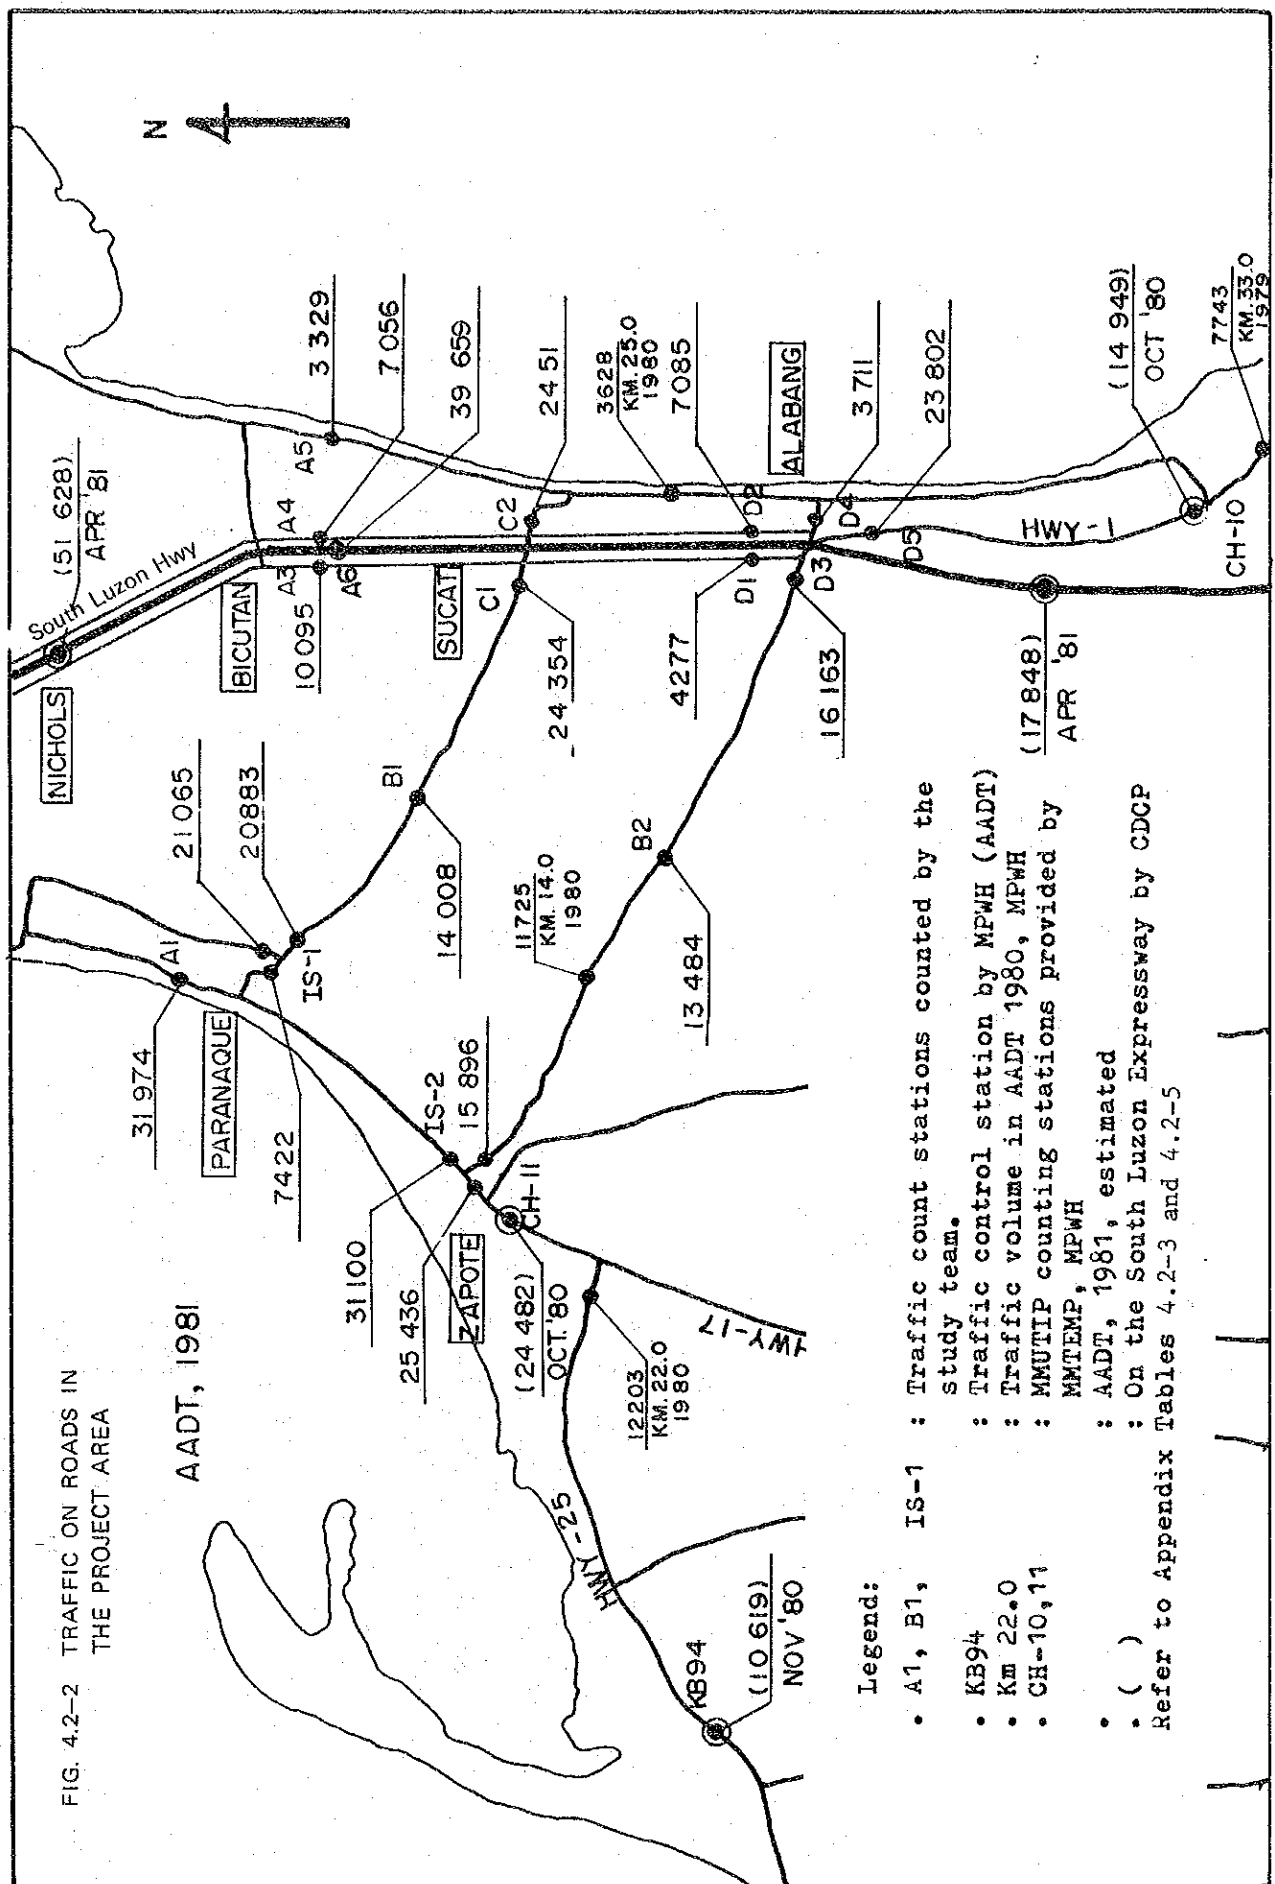 FIG. 4.2-2 TRAFFIC ON ROADS IN
THE PROJECT AREA
AADT, 1981
N
NICHOLS
South Luzon Hwy
(51 628)
APR '81
BICUTAN
A3
A4
A5
A6
10 095
3 329
7 056
39 659
SUCAT
C1
C2
24 51
24 354
3628
KM. 25.0
1980
7 085
ALABANG
D1
D2
D3
D4
D5
4277
3 711
23 802
16 163
HWY-1
(14 949)
OCT '80
CH-10
7743
KM. 33.0
1979
(17 848)
APR '81
31 974
A1
PARANAQUE
21 065
20883
IS-1
7422
B1
14 008
11 725
KM. 14.0
1980
B2
13 484
IS-2
15 896
31 100
25 436
ZAPOTE
CH-11
(24 482)
OCT. '80
12203
KM. 22.0
1980
HWY-17
HWY-25
KB94
(10 619)
NOV '80
Legend:
• A1, B1, IS-1 : Traffic count stations counted by the
study team.
• KB94 : Traffic control station by MPWH (AADT)
• Km 22.0 : Traffic volume in AADT 1980, MPWH
• CH-10,11 : MMUTIP counting stations provided by
MMTEMP, MPWH
• : AADT, 1981, estimated
• ( ) : On the South Luzon Expressway by CDCP
Refer to Appendix Tables 4.2-3 and 4.2-5